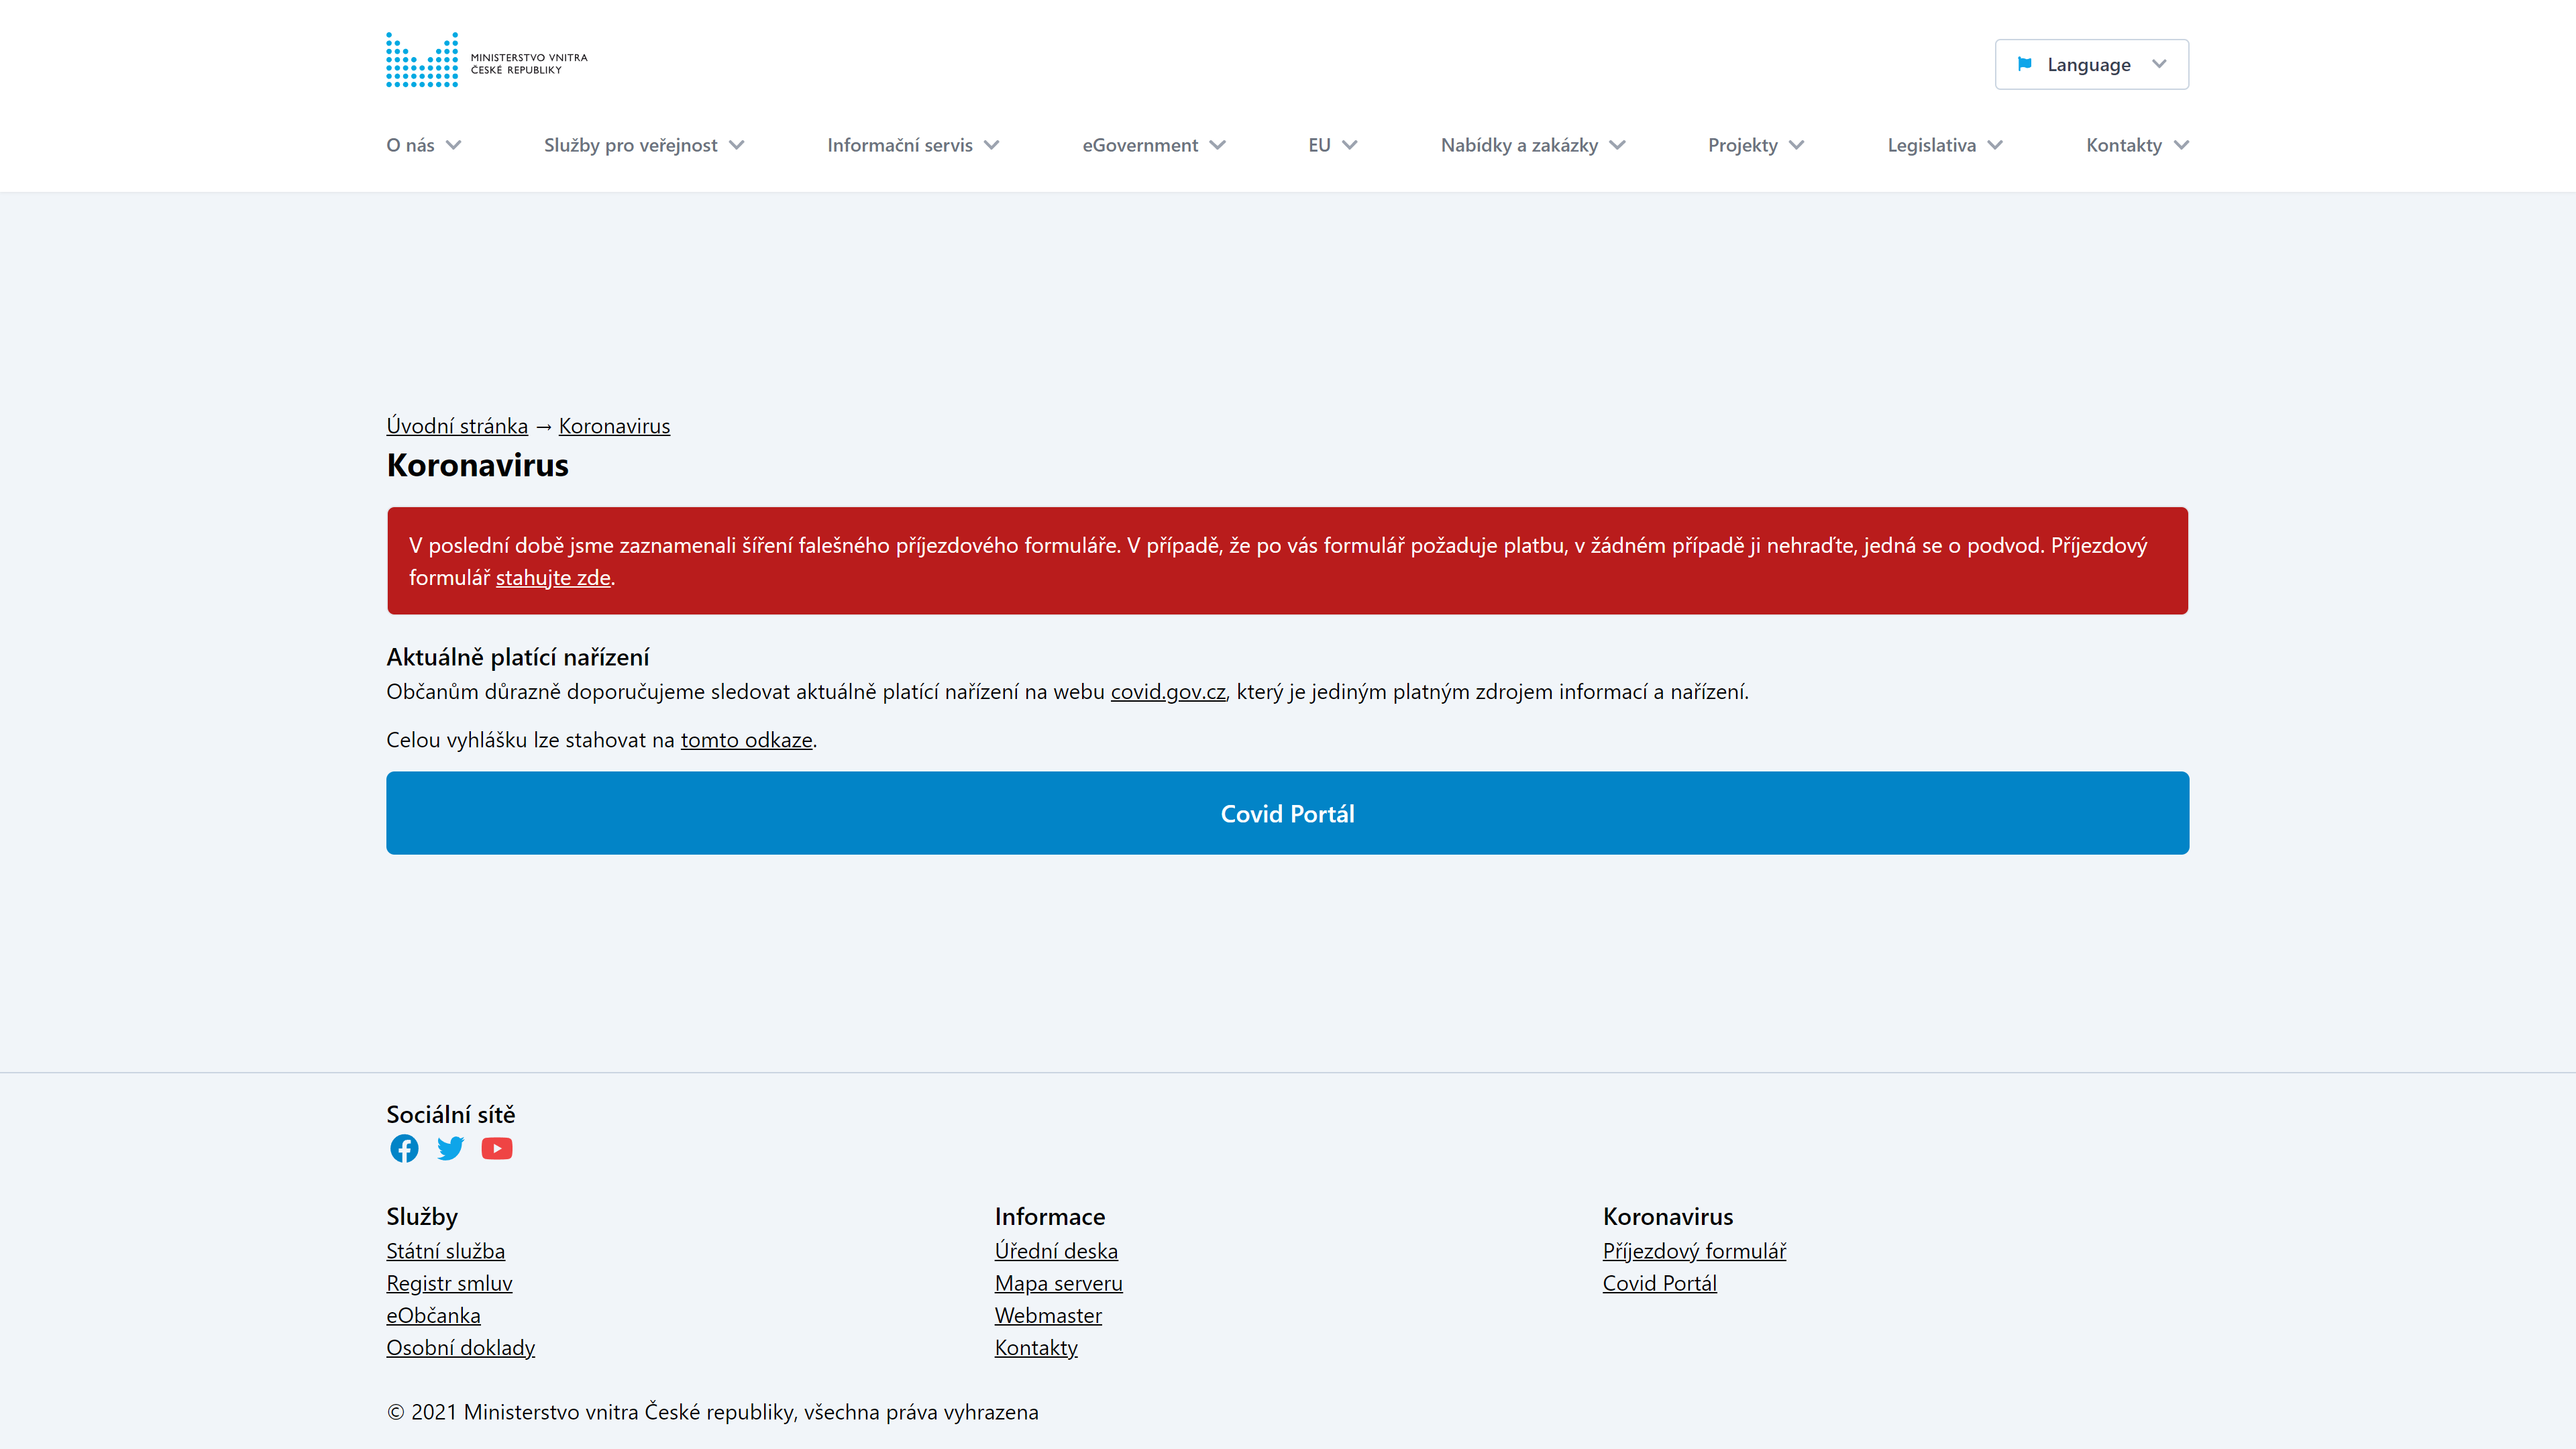 MINISTERSTVO VNITRA
ČESKÉ REPUBLIKY
Language
O nás
Služby pro veřejnost
Informační servis
eGovernment
EU
Nabídky a zakázky
Projekty
Legislativa
Kontakty
Úvodní stránka → Koronavirus
Koronavirus
V poslední době jsme zaznamenali šíření falešného příjezdového formuláře. V případě, že po vás formulář požaduje platbu, v žádném případě ji nehraďte, jedná se o podvod. Příjezdový
formulář stahujte zde.
Aktuálně platící nařízení
Občanům důrazně doporučujeme sledovat aktuálně platící nařízení na webu covid.gov.cz, který je jediným platným zdrojem informací a nařízení.
Celou vyhlášku lze stahovat na tomto odkaze.
Covid Portál
Sociální sítě
Služby
Státní služba
Registr smluv
eObčanka
Osobní doklady
Informace
Úřední deska
Mapa serveru
Webmaster
Kontakty
Koronavirus
Příjezdový formulář
Covid Portál
© 2021 Ministerstvo vnitra České republiky, všechna práva vyhrazena